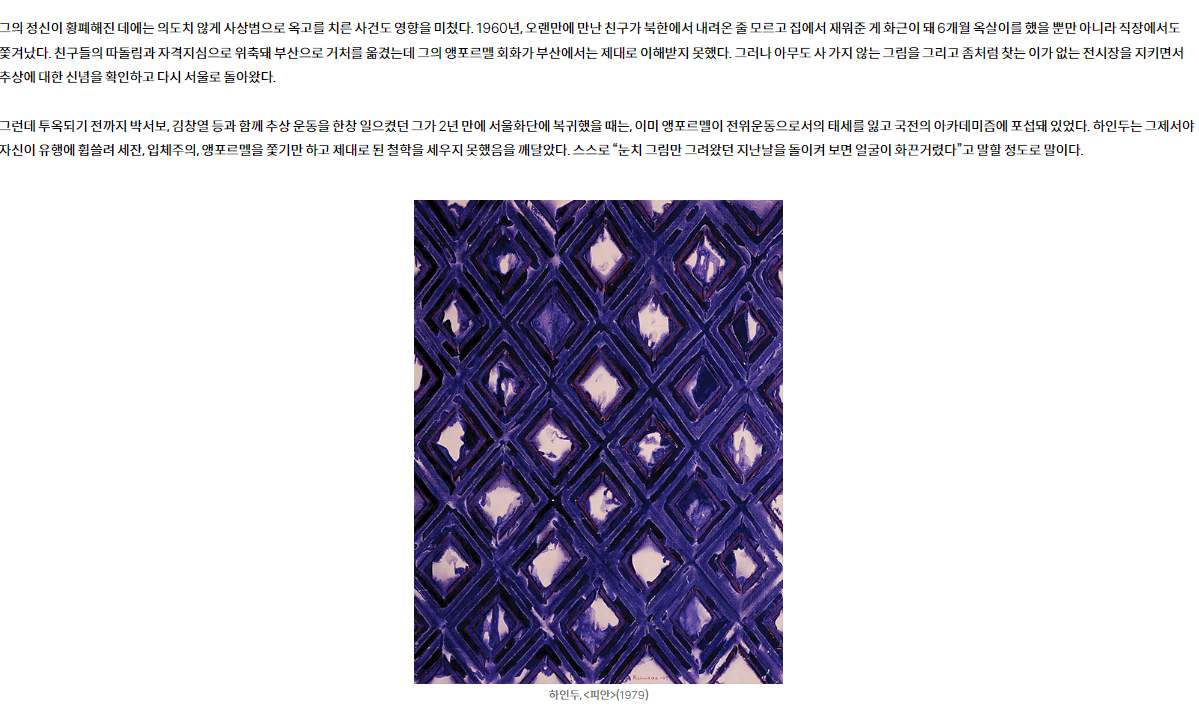 그의 정신이 황폐해진 데에는 의도치 않게 사상범으로 옥고를 치른 사건도 영향을 미쳤다. 1960년, 오랜만에 만난 친구가 북한에서 내려온 줄 모르고 집에서 재워준 게 화근이 돼 6개월 옥살이를 했을 뿐만 아니라 직장에서도
쫓겨났다. 친구들의 따돌림과 자격지심으로 위축돼 부산으로 거처를 옮겼는데 그의 앵포르멜 회화가 부산에서는 제대로 이해받지 못했다. 그러나 아무도 사 가지 않는 그림을 그리고 좀처럼 찾는 이가 없는 전시장을 지키면서
추상에 대한 신념을 확인하고 다시 서울로 돌아왔다.
그런데 투옥되기 전까지 박서보, 김창열 등과 함께 추상 운동을 한창 일으켰던 그가 2년 만에 서울화단에 복귀했을 때는, 이미 앵포르멜이 전위운동으로서의 태세를 잃고 국전의 아카데미즘에 포섭돼 있었다. 하인두는 그제서야
자신이 유행에 휩쓸려 세잔, 입체주의, 앵포르멜을 쫓기만 하고 제대로 된 철학을 세우지 못했음을 깨달았다. 스스로 “눈치 그림만 그려왔던 지난날을 돌이켜 보면 얼굴이 화끈거렸다”고 말할 정도로 말이다.
하인두, <피안>(1979)